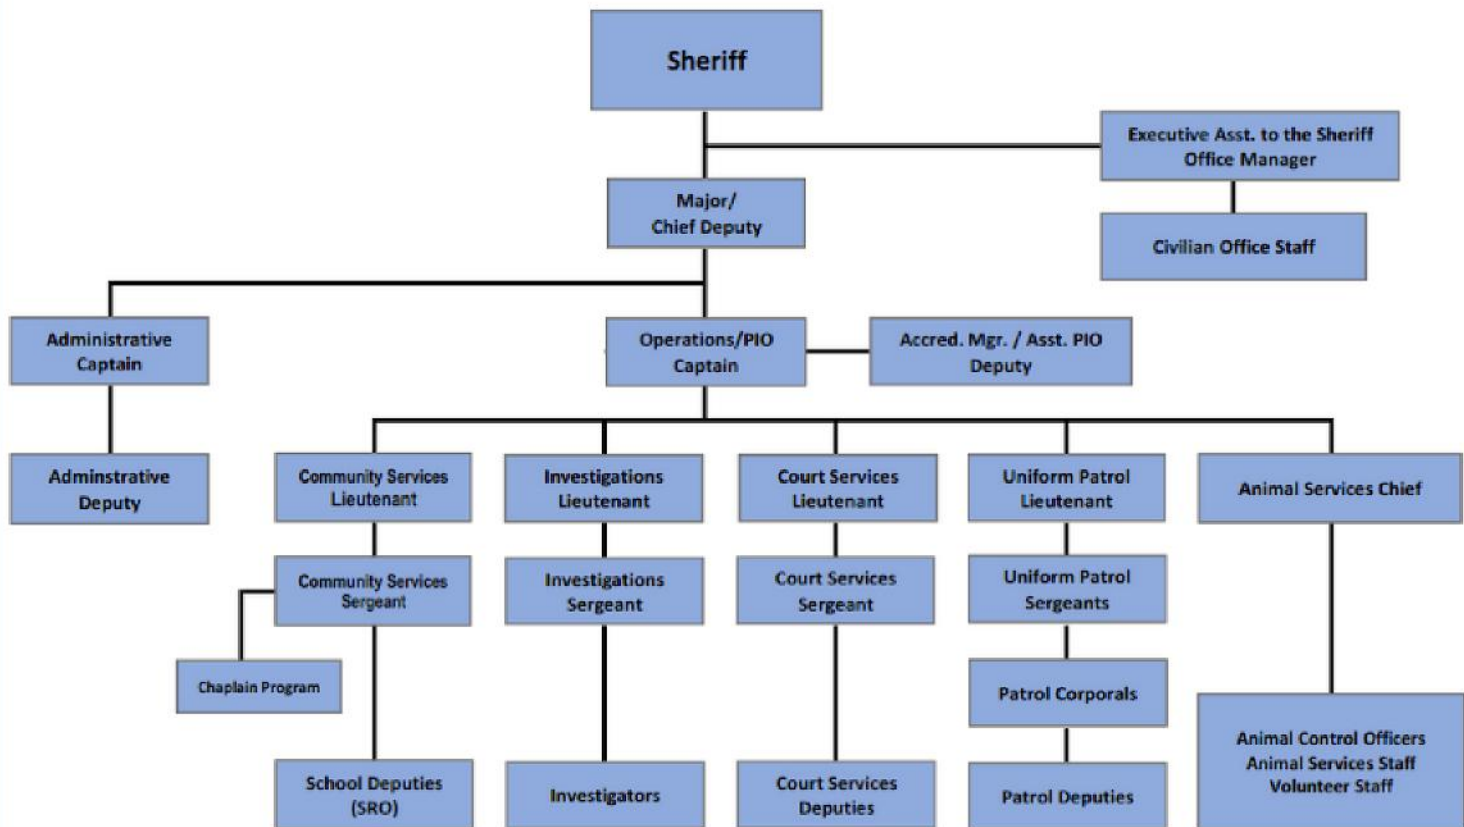 Sheriff
Executive Asst. to the Sheriff
Office Manager
Major/
Chief Deputy
Civilian Office Staff
Administrative
Captain
Operations/PIO
Captain
Accred. Mgr. / Asst. PIO
Deputy
Adminstrative
Deputy
Community Services
Lieutenant
Investigations
Lieutenant
Court Services
Lieutenant
Uniform Patrol
Lieutenant
Animal Services Chief
Community Services
Sergeant
Investigations
Sergeant
Court Services
Sergeant
Uniform Patrol
Sergeants
Chaplain Program
Patrol Corporals
School Deputies
(SRO)
Investigators
Court Services
Deputies
Patrol Deputies
Animal Control Officers
Animal Services Staff
Volunteer Staff